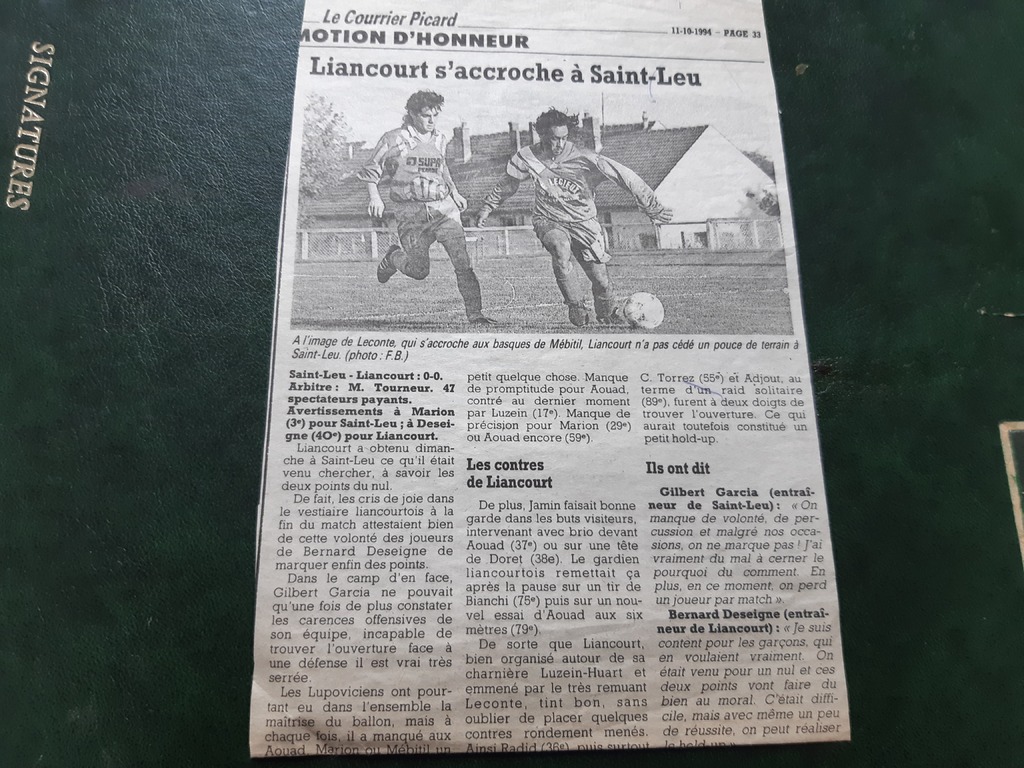 SIGNATURES
Le Courrier Picard
11-10-1994 - PAGE 33
MOTION D'HONNEUR
Liancourt s'accroche à Saint-Leu
SUPA
A l'image de Leconte, qui s'accroche aux basques de Mébitil, Liancourt n'a pas cédé un pouce de terrain à
Saint-Leu. (photo : F.B.)
Saint-Leu - Liancourt : 0-0.
Arbitre : M. Tourneur. 47
spectateurs payants.
Avertissements à Marion
(3e) pour Saint-Leu ; à Desei-
gne (40e) pour Liancourt.
Liancourt a obtenu diman-
che à Saint-Leu ce qu'il était
venu chercher, à savoir les
deux points du nul.
De fait, les cris de joie dans
le vestiaire liancourtois à la
fin du match attestaient bien
de cette volonté des joueurs
de Bernard Deseigne de
marquer enfin des points.
Dans le camp d'en face,
Gilbert Garcia ne pouvait
qu'une fois de plus constater
les carences offensives de
son équipe, incapable de
trouver l'ouverture face à
une défense il est vrai très
serrée.
Les Lupoviciens ont pour-
tant eu dans l'ensemble la
maîtrise du ballon, mais à
chaque fois, il a manqué aux
Aouad, Marion ou Mébitil un
petit quelque chose. Manque
de promptitude pour Aouad,
contré au dernier moment
par Luzein (17e). Manque de
précision pour Marion (29e)
ou Aouad encore (59e).
Les contres
de Liancourt
De plus, Jamin faisait bonne
garde dans les buts visiteurs,
intervenant avec brio devant
Aouad (37e) ou sur une tête
de Doret (38e). Le gardien
liancourtois remettait ça
après la pause sur un tir de
Bianchi (75e) puis sur un nou-
vel essai d'Aouad aux six
mètres (79e).
De sorte que Liancourt,
bien organisé autour de sa
charnière Luzein-Huart et
emmené par le très remuant
Leconte, tint bon, sans
oublier de placer quelques
contres rondement menés.
Ainsi Radid (36e), puis surtout
C. Torrez (55e) et Adjout, au
terme d'un raid solitaire
(89e), furent à deux doigts de
trouver l'ouverture. Ce qui
aurait toutefois constitué un
petit hold-up.
Ils ont dit
Gilbert Garcia (entraî-
neur de Saint-Leu) : « On
manque de volonté, de per-
cussion et malgré nos occa-
sions, on ne marque pas ! J'ai
vraiment du mal à cerner le
pourquoi du comment. En
plus, en ce moment, on perd
un joueur par match ».
Bernard Deseigne (entraî-
neur de Liancourt) : « Je suis
content pour les garçons, qui
en voulaient vraiment. On
était venu pour un nul et ces
deux points vont faire du
bien au moral. C'était diffi-
cile, mais avec même un peu
de réussite, on peut réaliser
le hold-up »